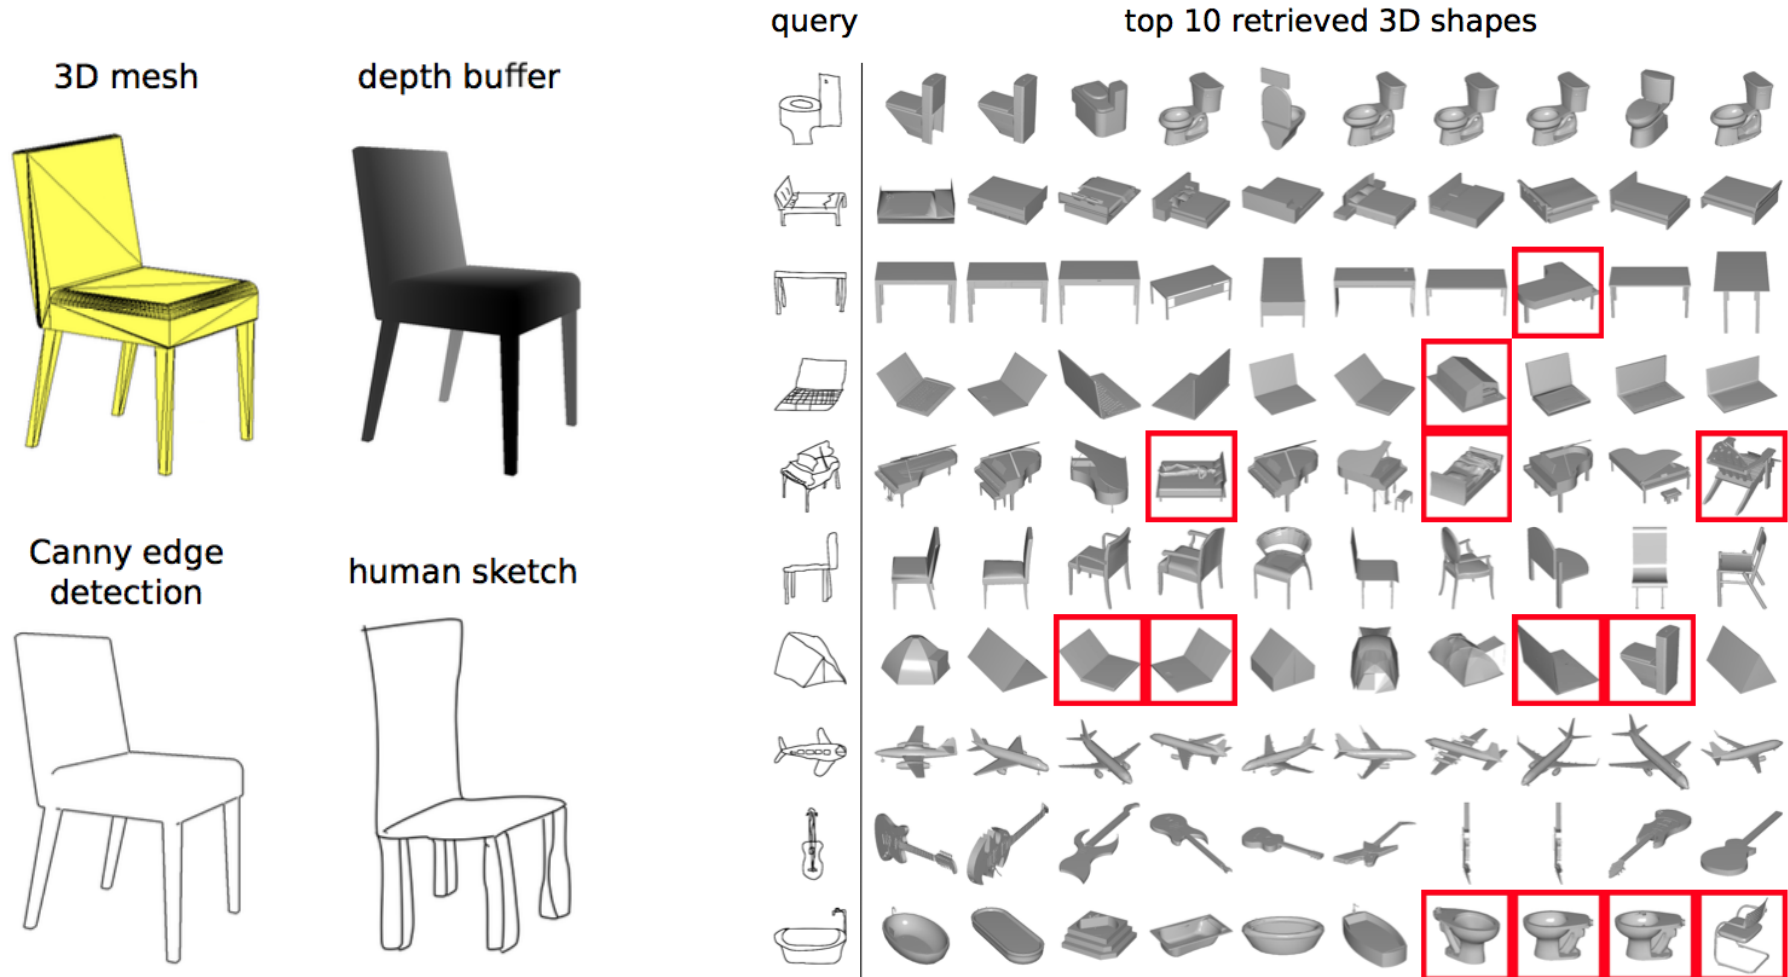 3D mesh
depth buffer
Canny edge
detection
human sketch
query
top 10 retrieved 3D shapes